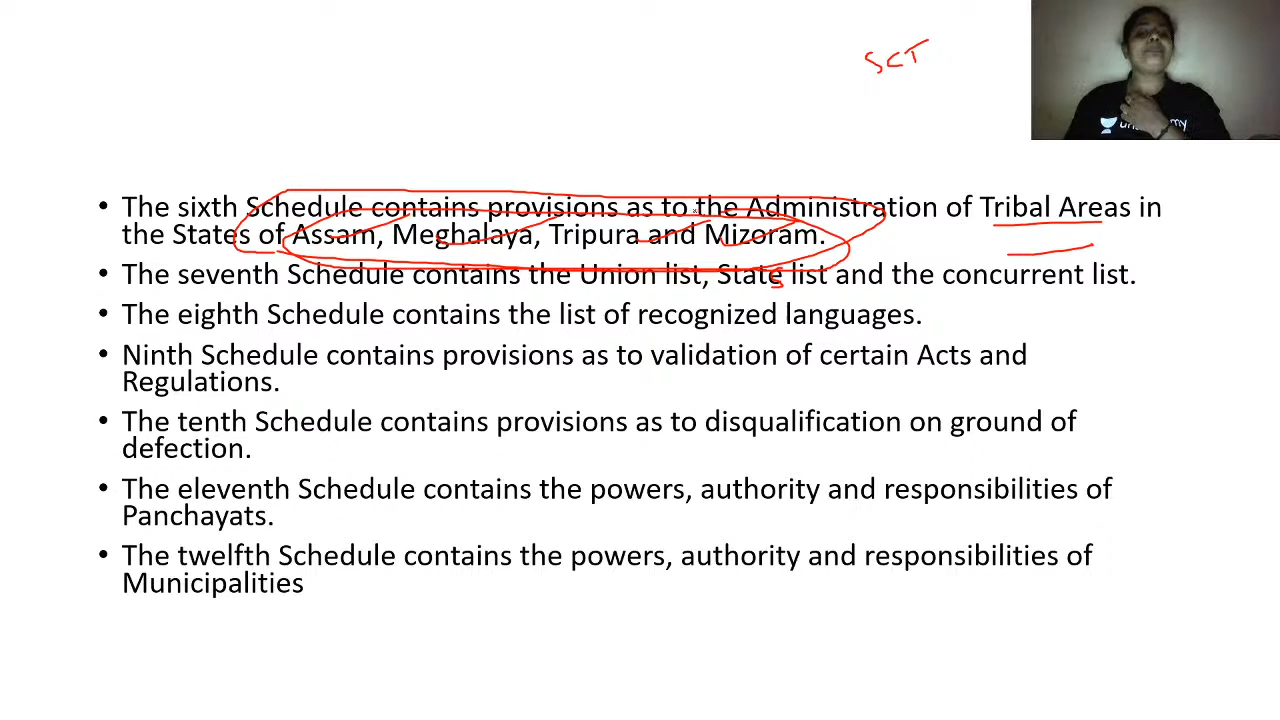 SCT
• The sixth Schedule contains provisions as to the Administration of Tribal Areas in
the States of Assam, Meghalaya, Tripura and Mizoram.
• The seventh Schedule contains the Union list, States list and the concurrent list.
• The eighth Schedule contains the list of recognized languages.
• Ninth Schedule contains provisions as to validation of certain Acts and
Regulations.
• The tenth Schedule contains provisions as to disqualification on ground of
defection.
• The eleventh Schedule contains the powers, authority and responsibilities of
Panchayats.
• The twelfth Schedule contains the powers, authority and responsibilities of
Municipalities